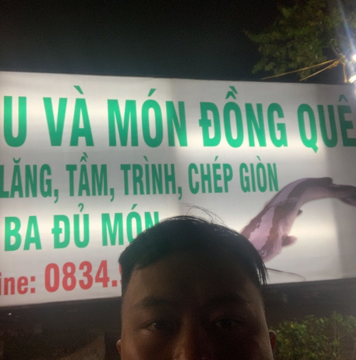 U VÀ MÓN ĐỒNG QUÊ
LĂNG, TẦM, TRÌNH, CHÉP GIÒN
BA ĐỦ MÓN
ine: 0834.